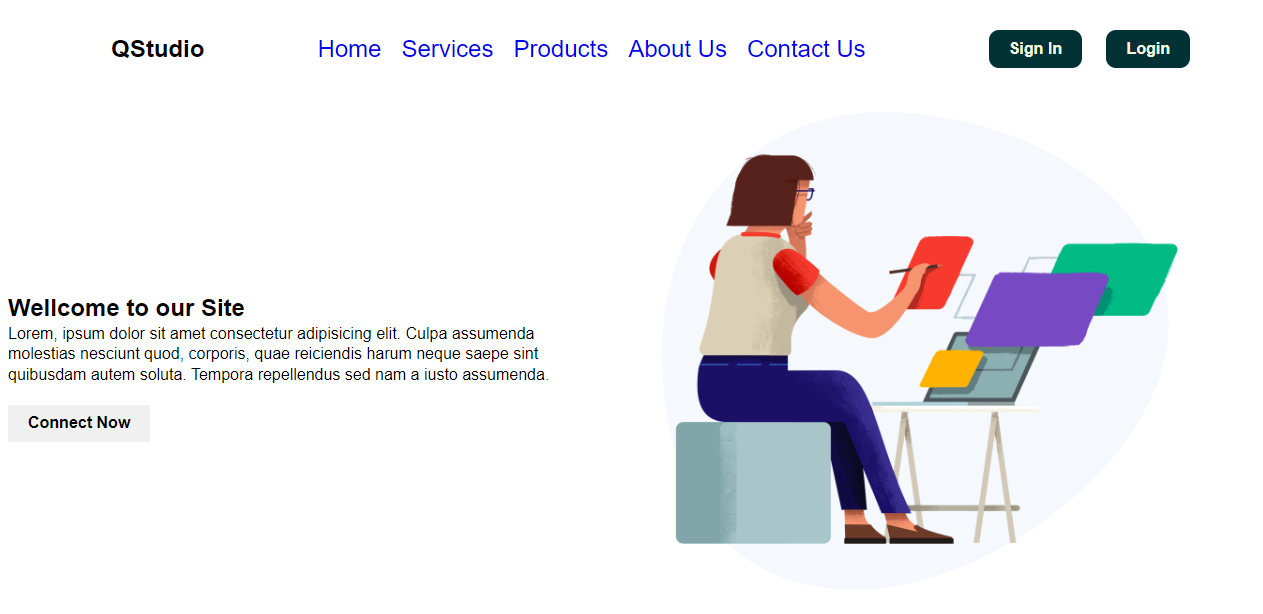 QStudio
Home Services Products About Us Contact Us
Sign In Login
Wellcome to our Site
Lorem, ipsum dolor sit amet consectetur adipisicing elit. Culpa assumenda
molestias nesciunt quod, corporis, quae reiciendis harum neque saepe sint
quibusdam autem soluta. Tempora repellendus sed nam a iusto assumenda.
Connect Now